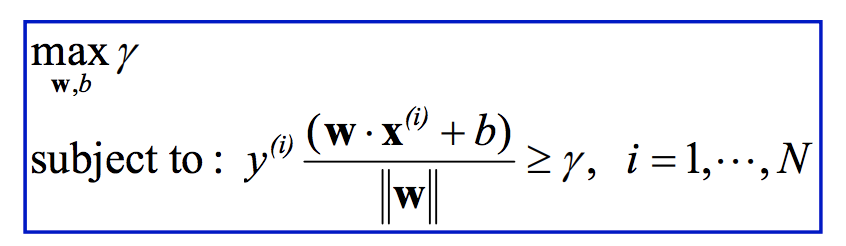 max γ
w,b
subject to : y^(i) (w · x^(i) + b) / ‖w‖ ≥ γ, i = 1,⋯, N